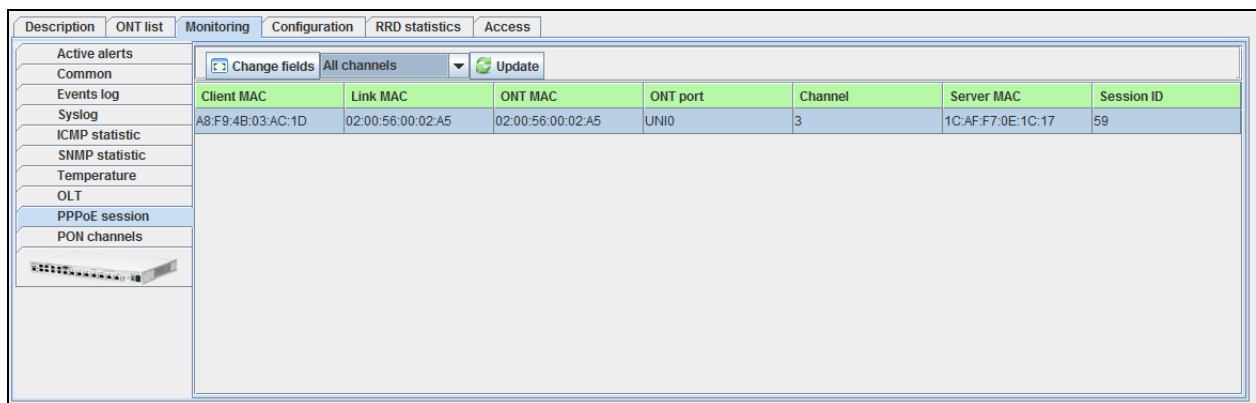 Description ONT list Monitoring Configuration RRD statistics Access
Active alerts
Common
Events log
Syslog
ICMP statistic
SNMP statistic
Temperature
OLT
PPPoE session
PON channels
Change fields All channels Update
Client MAC Link MAC ONT MAC ONT port Channel Server MAC Session ID
A8:F9:4B:03:AC:1D 02:00:56:00:02:A5 02:00:56:00:02:A5 UNI0 3 1C:AF:F7:0E:1C:17 59